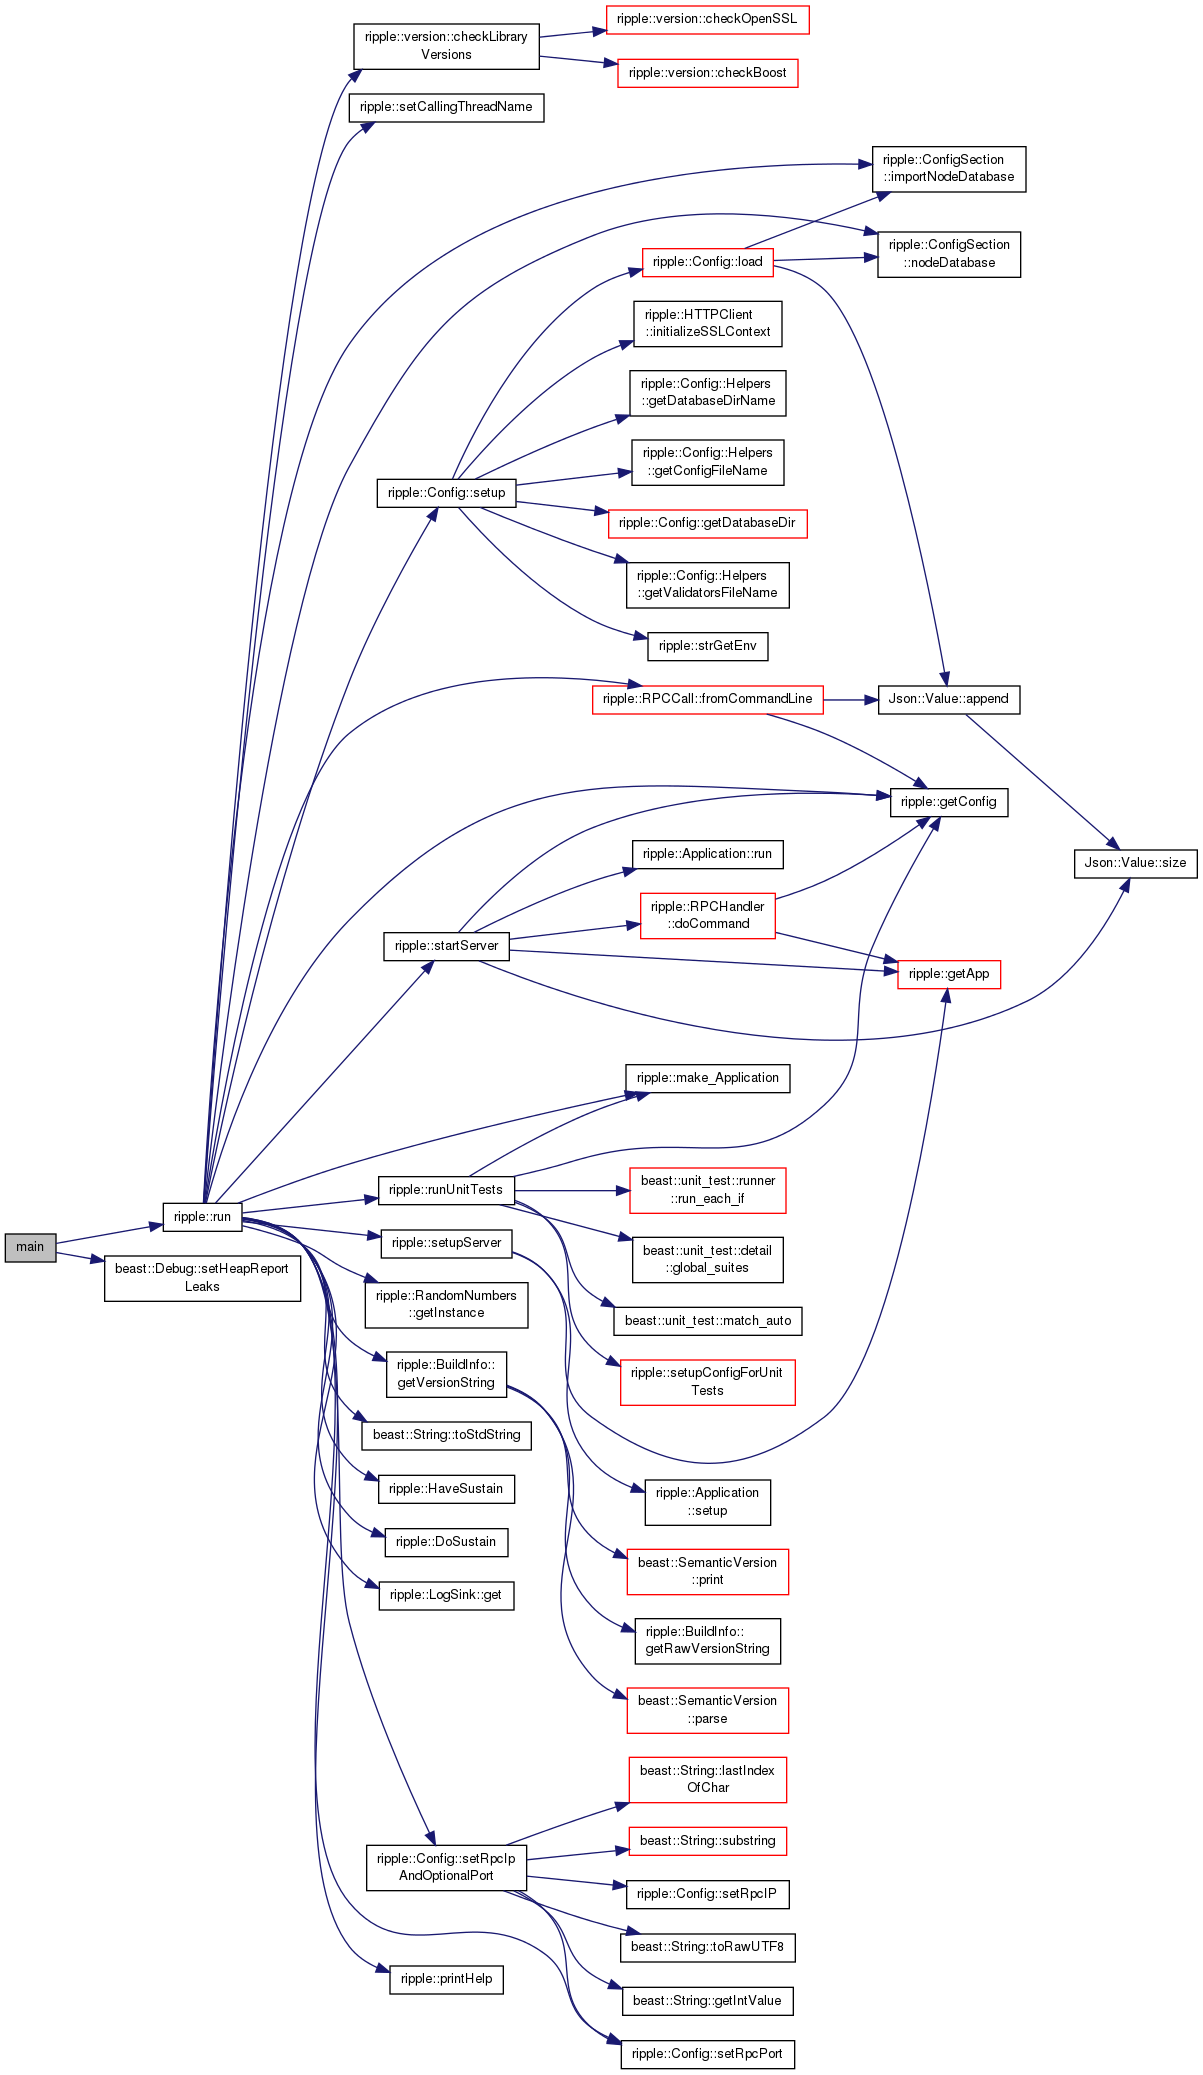 ripple::version::checkOpenSSL
ripple::version::checkLibrary
Versions
ripple::version::checkBoost
ripple::setCallingThreadName
ripple::ConfigSection
::importNodeDatabase
ripple::ConfigSection
::nodeDatabase
ripple::Config::load
ripple::HTTPClient
::initializeSSLContext
ripple::Config::Helpers
::getDatabaseDirName
ripple::Config::Helpers
::getConfigFileName
ripple::Config::setup
ripple::Config::getDatabaseDir
ripple::Config::Helpers
::getValidatorsFileName
ripple::strGetEnv
ripple::RPCCall::fromCommandLine
Json::Value::append
ripple::getConfig
ripple::Application::run
Json::Value::size
ripple::RPCHandler
::doCommand
ripple::startServer
ripple::getApp
ripple::make_Application
ripple::runUnitTests
beast::unit_test::runner
::run_each_if
ripple::run
main
ripple::setupServer
beast::unit_test::detail
::global_suites
beast::Debug::setHeapReport
Leaks
ripple::RandomNumbers
::getInstance
beast::unit_test::match_auto
ripple::BuildInfo::
getVersionString
ripple::setupConfigForUnit
Tests
beast::String::toStdString
ripple::HaveSustain
ripple::Application
::setup
ripple::DoSustain
beast::SemanticVersion
::print
ripple::LogSink::get
ripple::BuildInfo::
getRawVersionString
beast::SemanticVersion
::parse
beast::String::lastIndex
OfChar
beast::String::substring
ripple::Config::setRpcIp
AndOptionalPort
ripple::Config::setRpcIP
beast::String::toRawUTF8
ripple::printHelp
beast::String::getIntValue
ripple::Config::setRpcPort